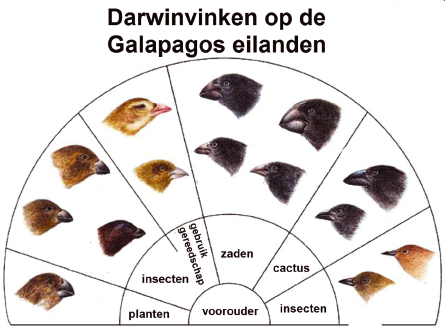 Darwinvinken op de
Galapagos eilanden
gebruik
gereedschap
zaden
insecten
cactus
planten
voorouder
insecten